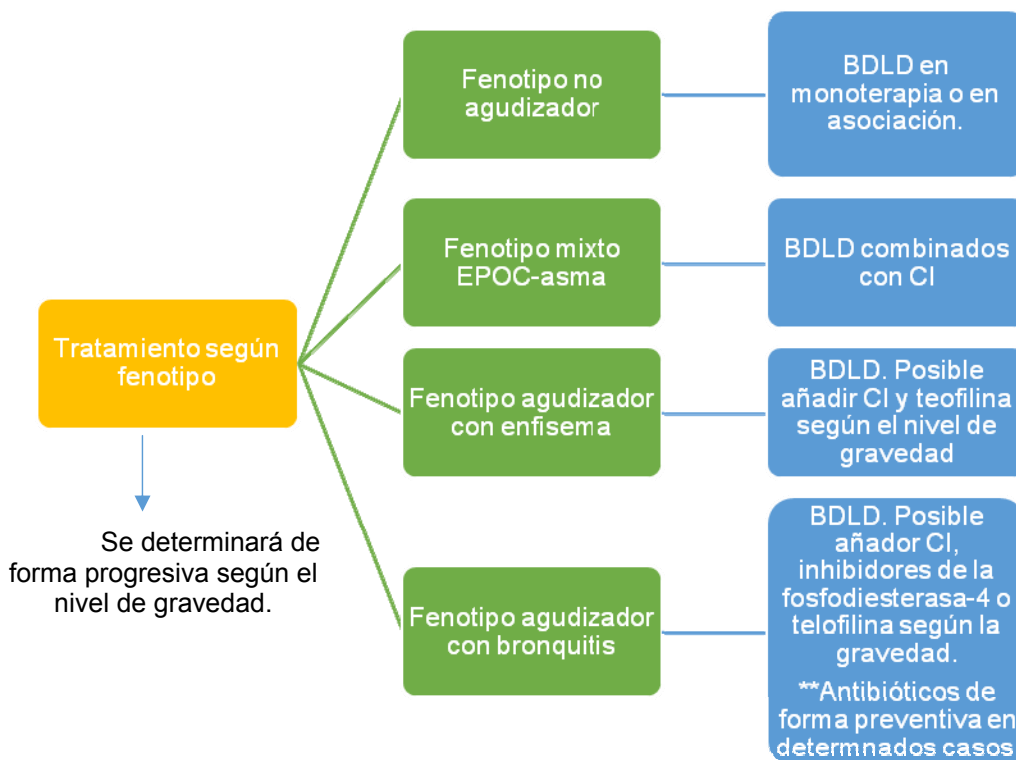 Tratamiento según
fenotipo
Se determinará de
forma progresiva según el
nivel de gravedad.
Fenotipo no
agudizador
BDLD en
monoterapia o en
asociación.
Fenotipo mixto
EPOC-asma
BDLD combinados
con CI
Fenotipo agudizador
con enfisema
BDLD. Posible
añadir CI y teofilina
según el nivel de
gravedad
Fenotipo agudizador
con bronquitis
BDLD. Posible
añador CI,
inhibidores de la
fosfodiesterasa-4 o
telofilina según la
gravedad.
**Antibióticos de
forma preventiva en
determnados casos